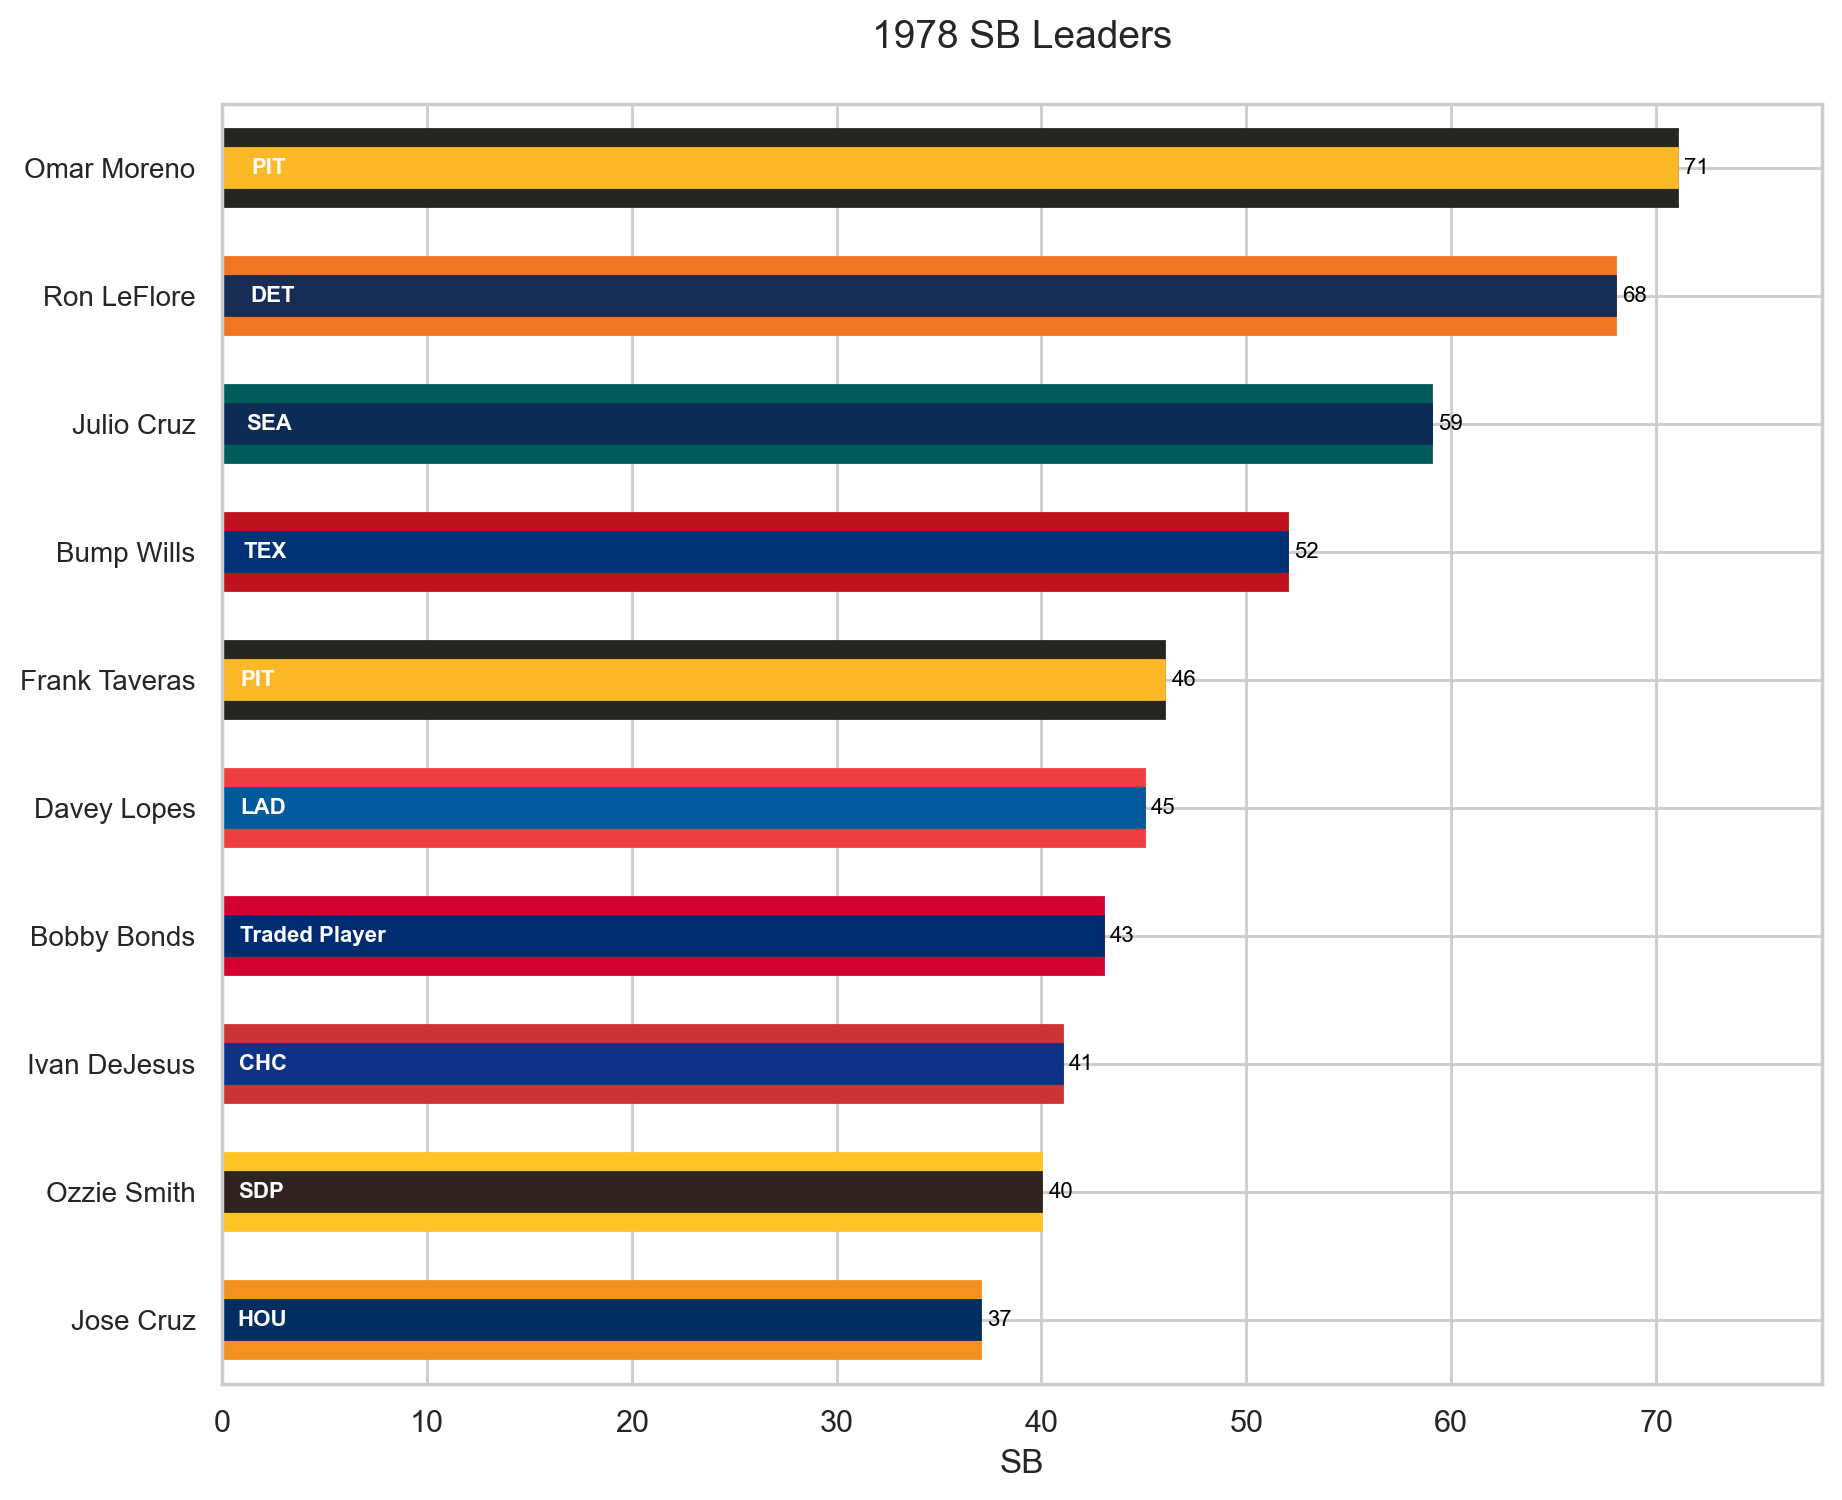 1978 SB Leaders
Omar Moreno PIT 71
Ron LeFlore DET 68
Julio Cruz SEA 59
Bump Wills TEX 52
Frank Taveras PIT 46
Davey Lopes LAD 45
Bobby Bonds Traded Player 43
Ivan DeJesus CHC 41
Ozzie Smith SDP 40
Jose Cruz HOU 37
0 10 20 30 40 50 60 70
SB